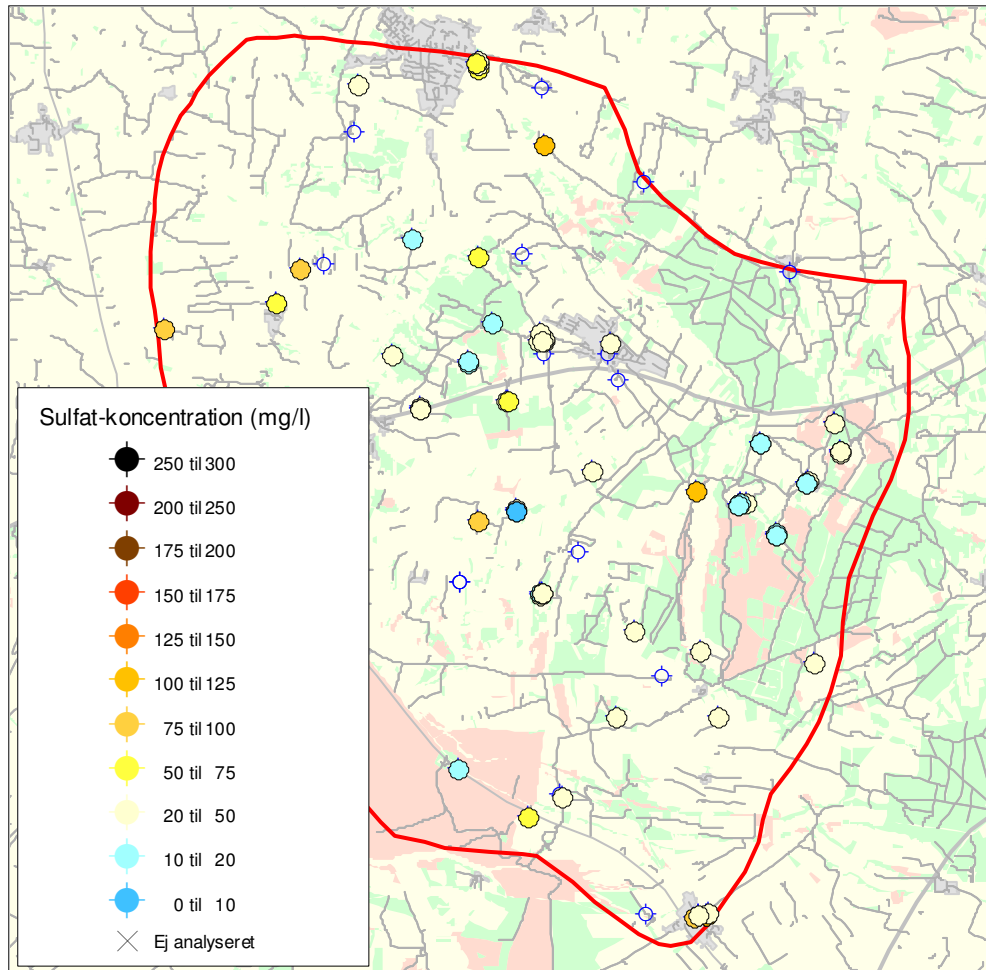 Sulfat-koncentration (mg/l)
250 til 300
200 til 250
175 til 200
150 til 175
125 til 150
100 til 125
75 til 100
50 til 75
20 til 50
10 til 20
0 til 10
Ej analyseret